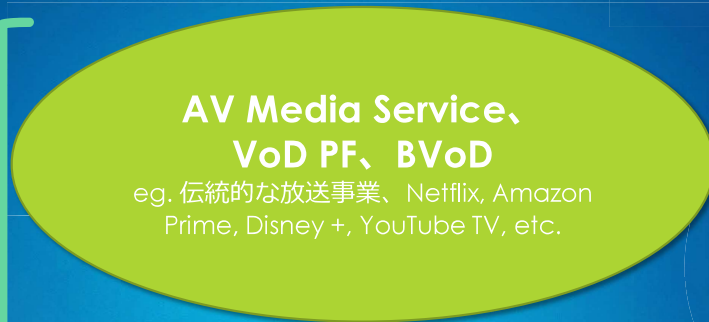 AV Media Service、
VoD PF、BVoD
eg. 伝統的な放送事業、Netflix, Amazon
Prime, Disney +, YouTube TV, etc.